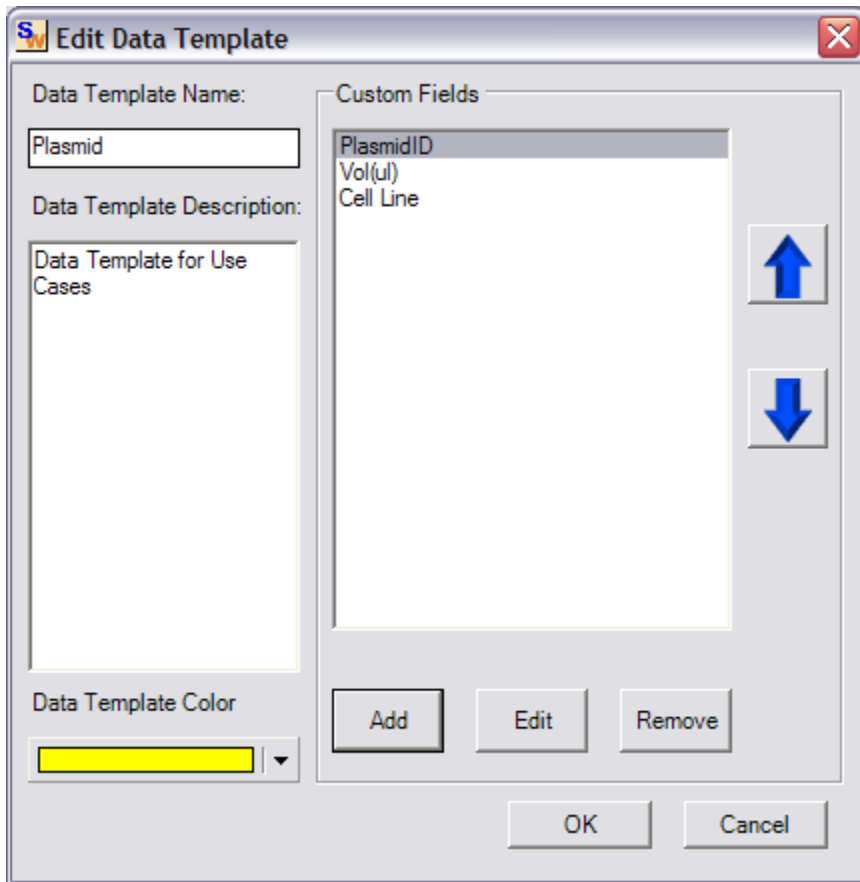 SW Edit Data Template
Data Template Name:
Plasmid
Data Template Description:
Data Template for Use
Cases
Data Template Color
Custom Fields
PlasmidID
Vol(ul)
Cell Line
Add
Edit
Remove
OK
Cancel